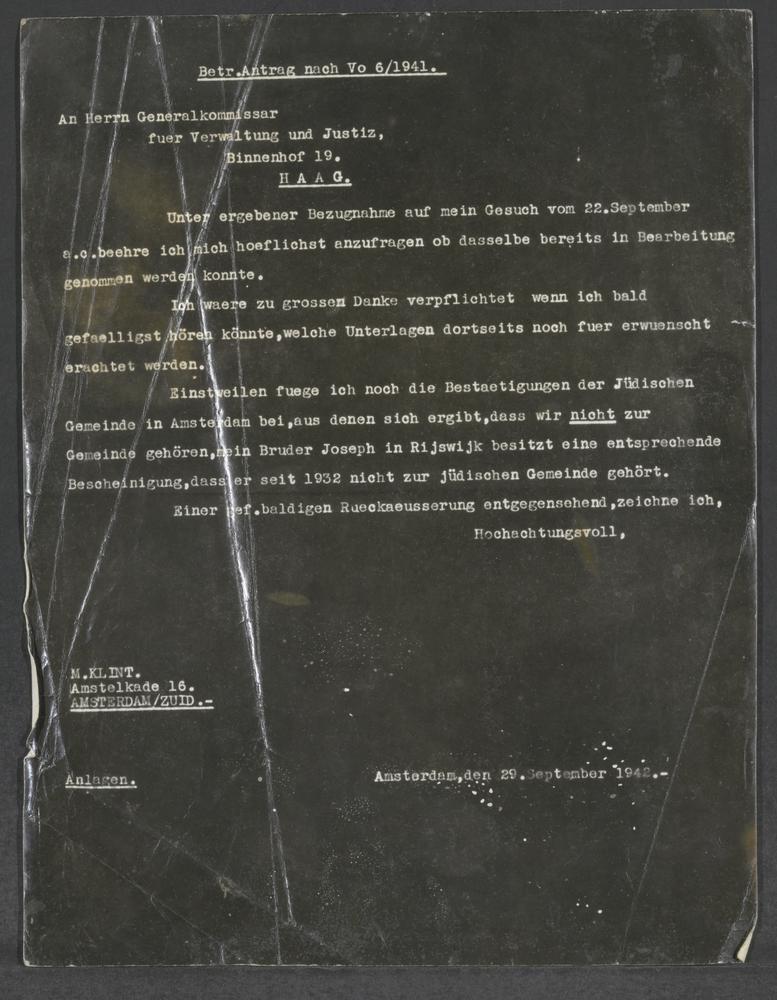 Betr.Antrag nach Vo 6/1941.
An Herrn Generalkommissar
fuer Verwaltung und Justiz,
Binnenhof 19.
H A A G.
Unter ergebener Bezugnahme auf mein Gesuch vom 22.September
a.c.beehre ich mich hoeflichst anzufragen ob dasselbe bereits in Bearbeitung
genommen werden konnte.
Ich waere zu grossem Danke verpflichtet wenn ich bald
gefaelligst hören könnte,welche Unterlagen dortseits noch fuer erwuenscht
erachtet werden.
Einstweilen fuege ich noch die Bestaetigungen der Jüdischen
Gemeinde in Amsterdam bei,aus denen sich ergibt,dass wir nicht zur
Gemeinde gehören,mein Bruder Joseph in Rijswijk besitzt eine entsprechende
Bescheinigung,dass er seit 1932 nicht zur jüdischen Gemeinde gehört.
Einer gef.baldigen Rueckaeusserung entgegensehend,zeichne ich,
Hochachtungsvoll,
M.KLINT.
Amstelkade 16.
AMSTERDAM/ZUID.-
Anlagen.
Amsterdam,den 29.September 1942.-